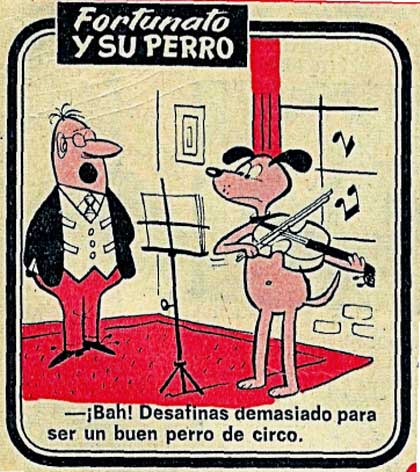 Fortunato
Y SU PERRO
—¡Bah! Desafinas demasiado para
ser un buen perro de circo.